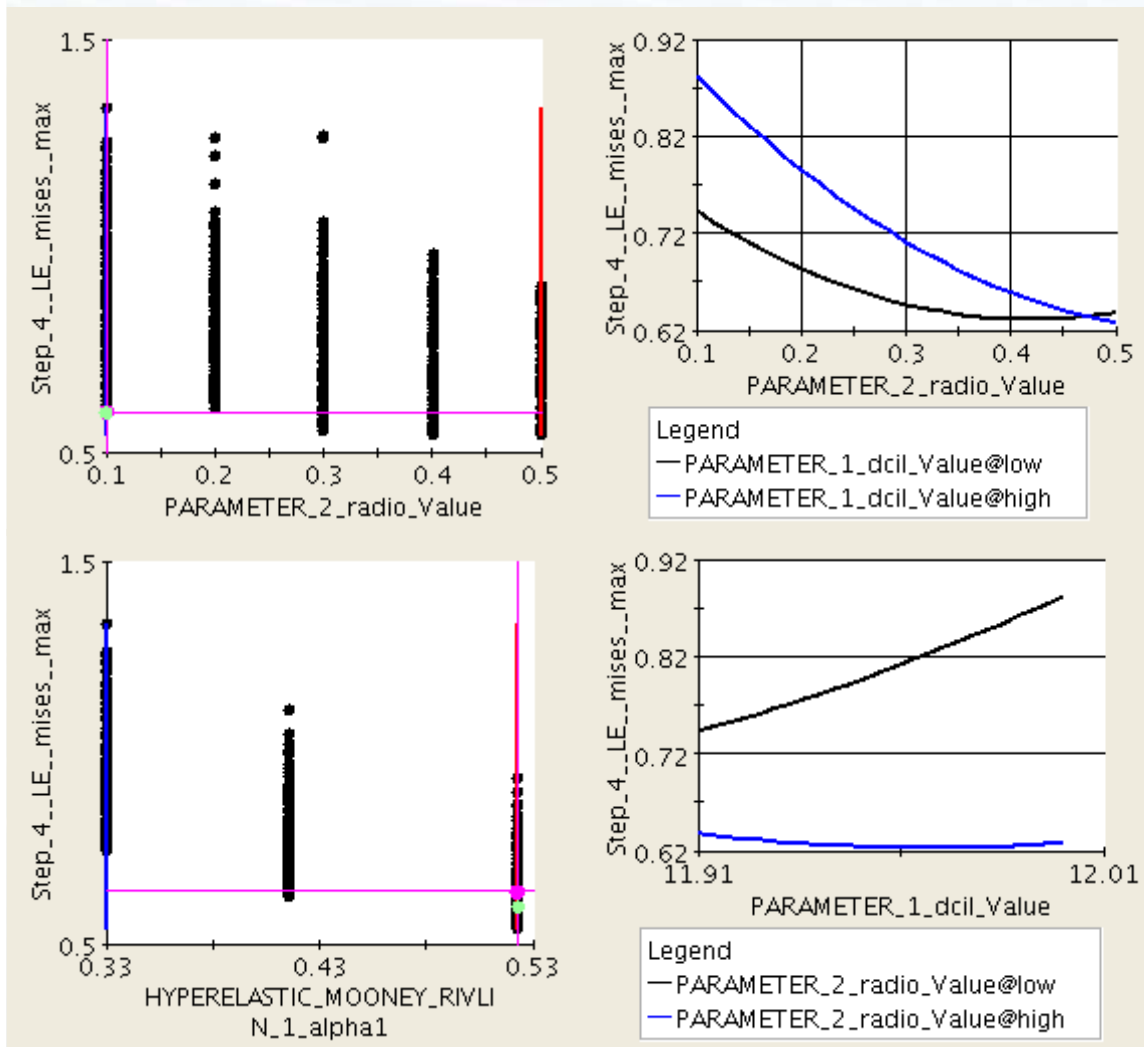 1.5
Step_4__LE__mises__max
0.5
0.1 0.2 0.3 0.4 0.5
PARAMETER_2_radio_Value
0.92
0.82
0.72
0.62
Step_4__LE__mises__max
0.1 0.2 0.3 0.4 0.5
PARAMETER_2_radio_Value
Legend
PARAMETER_1_dcil_Value@low
PARAMETER_1_dcil_Value@high
1.5
Step_4__LE__mises__max
0.5
0.33 0.43 0.53
HYPERELASTIC_MOONEY_RIVLI
N_1_alpha1
0.92
0.82
0.72
0.62
Step_4__LE__mises__max
11.91 12.01
PARAMETER_1_dcil_Value
Legend
PARAMETER_2_radio_Value@low
PARAMETER_2_radio_Value@high